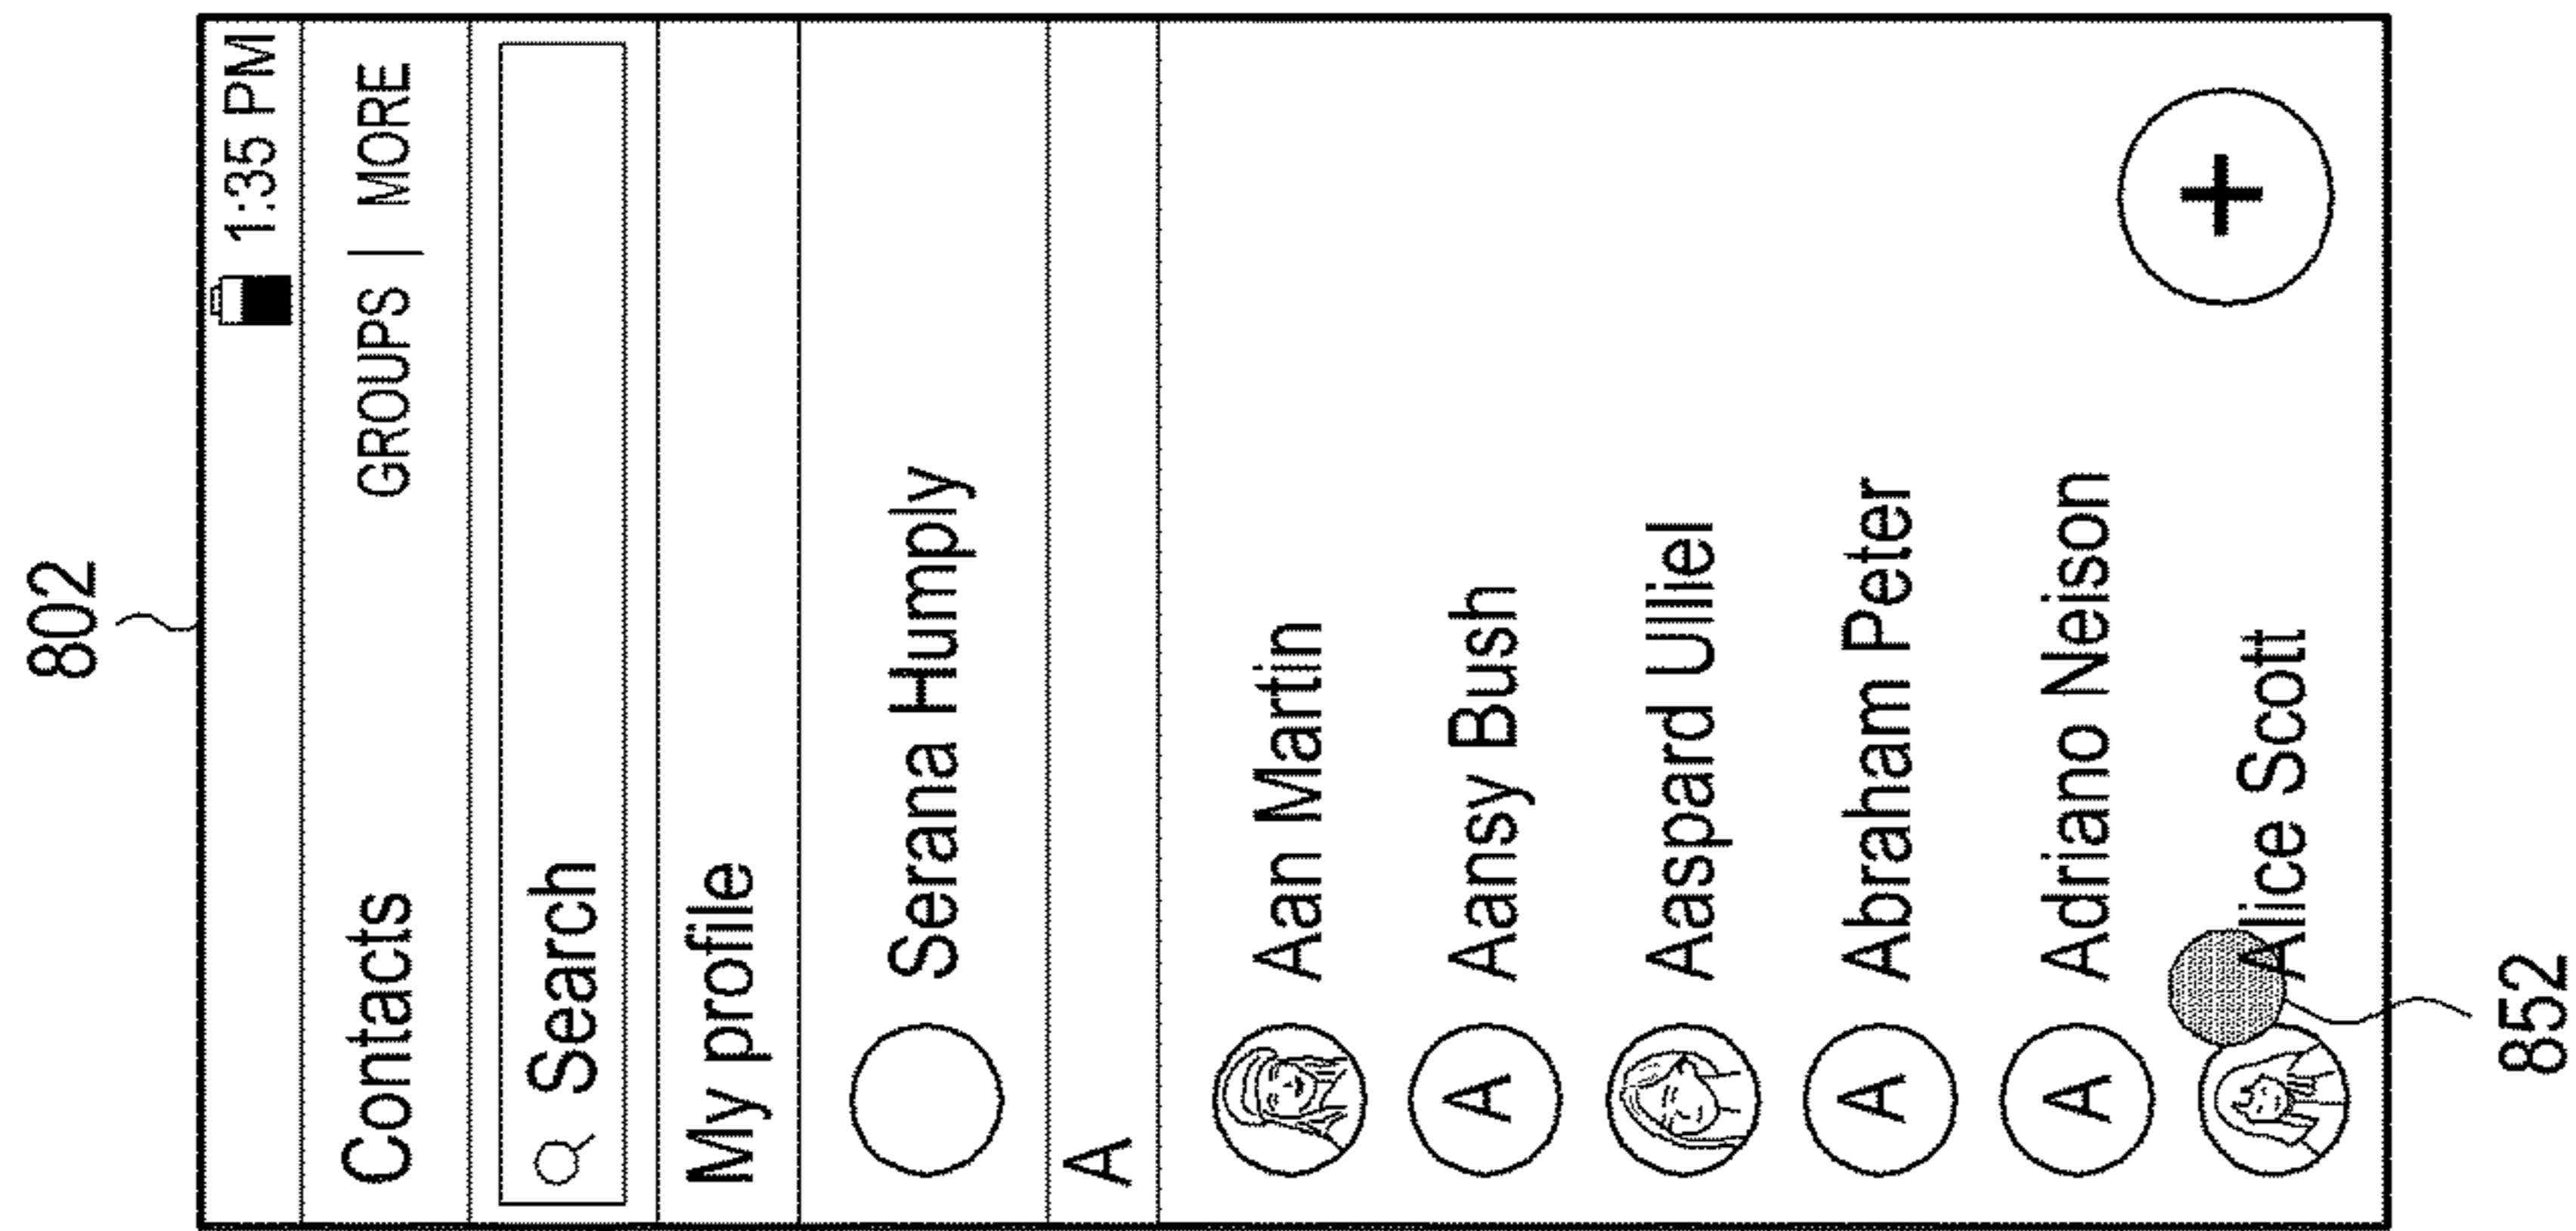 802
1:35 PM
Contacts GROUPS | MORE
Search
My profile
Serana Humply
A
Aan Martin
A Aansy Bush
Aaspard Ulliel
A Abraham Peter
A Adriano Neison
Alice Scott
+
852